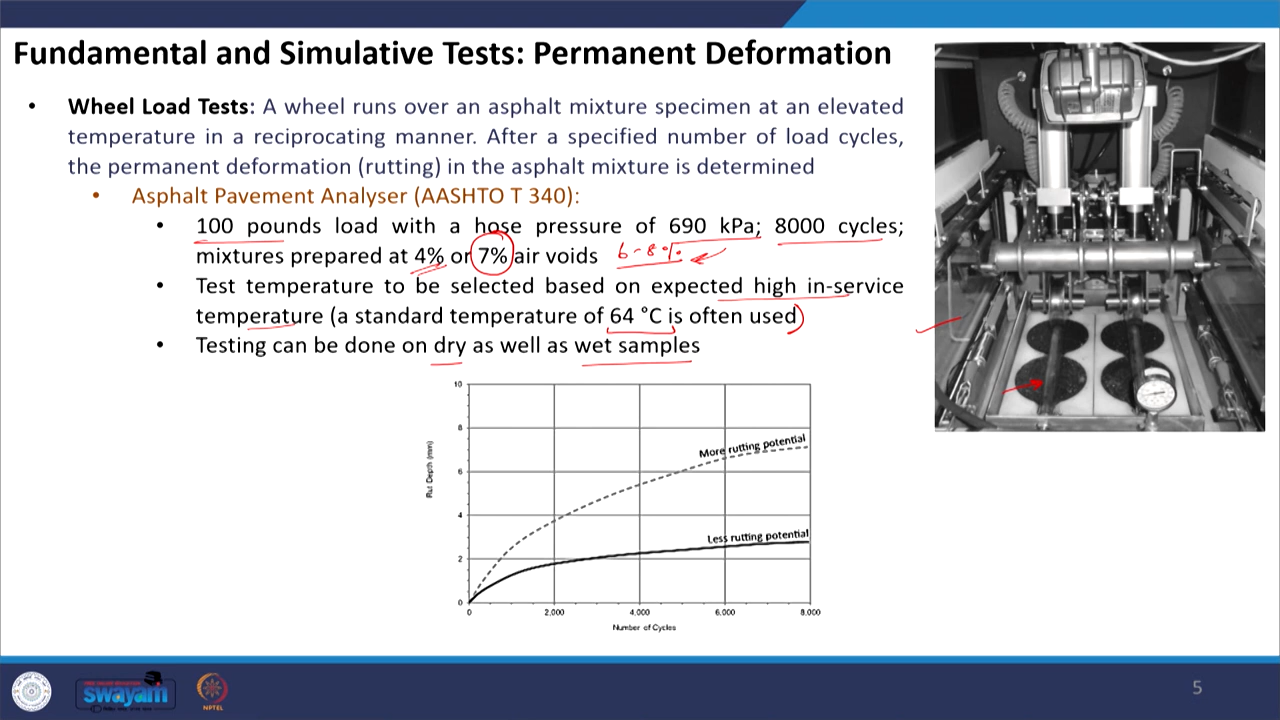 Fundamental and Simulative Tests: Permanent Deformation
• Wheel Load Tests: A wheel runs over an asphalt mixture specimen at an elevated
temperature in a reciprocating manner. After a specified number of load cycles,
the permanent deformation (rutting) in the asphalt mixture is determined
• Asphalt Pavement Analyser (AASHTO T 340):
• 100 pounds load with a hose pressure of 690 kPa; 8000 cycles;
mixtures prepared at 4% or 7% air voids 6-8%
• Test temperature to be selected based on expected high in-service
temperature (a standard temperature of 64 °C is often used)
• Testing can be done on dry as well as wet samples
10
8
6
4
2
0
Rut Depth (mm)
More rutting potential
Less rutting potential
0 2,000 4,000 6,000 8,000
Number of Cycles
FREE ONLINE EDUCATION
swayam
NPTEL
5